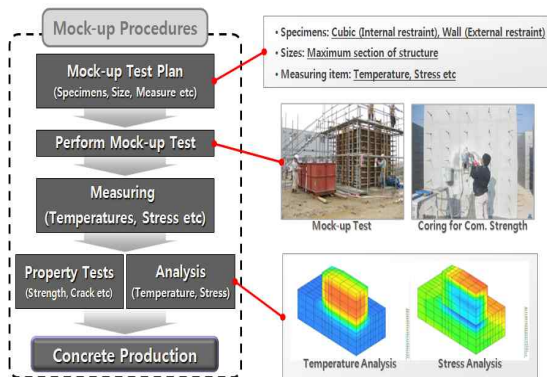 Mock-up Procedures
Mock-up Test Plan
(Specimens, Size, Measure etc)
Perform Mock-up Test
Measuring
(Temperatures, Stress etc)
Property Tests
(Strength, Crack etc)
Analysis
(Temperature, Stress)
Concrete Production
• Specimens: Cubic (Internal restraint), Wall (External restraint)
• Sizes: Maximum section of structure
• Measuring item: Temperature, Stress etc
Mock-up Test
Coring for Com. Strength
Temperature Analysis
Stress Analysis